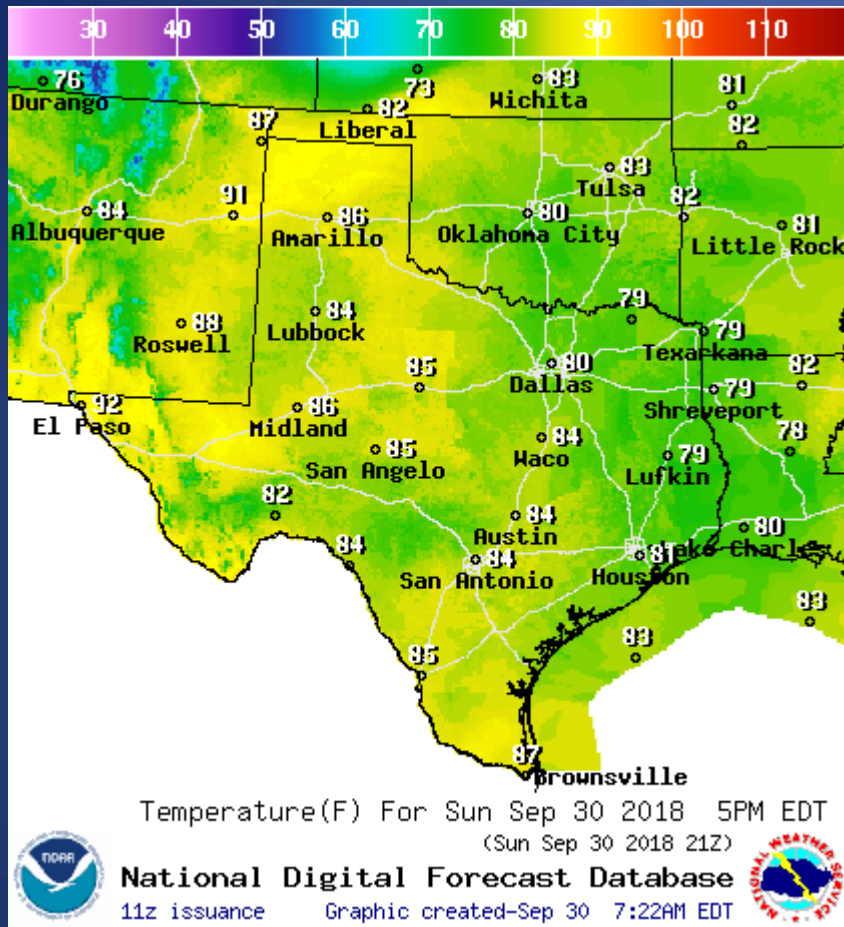 30 40 50 60 70 80 90 100 110
76
Durango
73
83
Wichita
82
Liberal
81
87
82
83
Tulsa
84
Albuquerque
91
86
Amarillo
80
Oklahoma City
82
81
Little Rock
88
Roswell
84
Lubbock
79
79
Texarkana
85
80
Dallas
82
79
Shreveport
92
El Paso
86
Midland
85
San Angelo
84
Waco
79
Lufkin
78
82
84
Austin
80
Lake Charles
84
84
San Antonio
81
Houston
83
83
85
87
Brownsville
Temperature(F) For Sun Sep 30 2018 5PM EDT
(Sun Sep 30 2018 21Z)
National Digital Forecast Database
11z issuance Graphic created-Sep 30 7:22AM EDT
noaa
NATIONAL WEATHER SERVICE